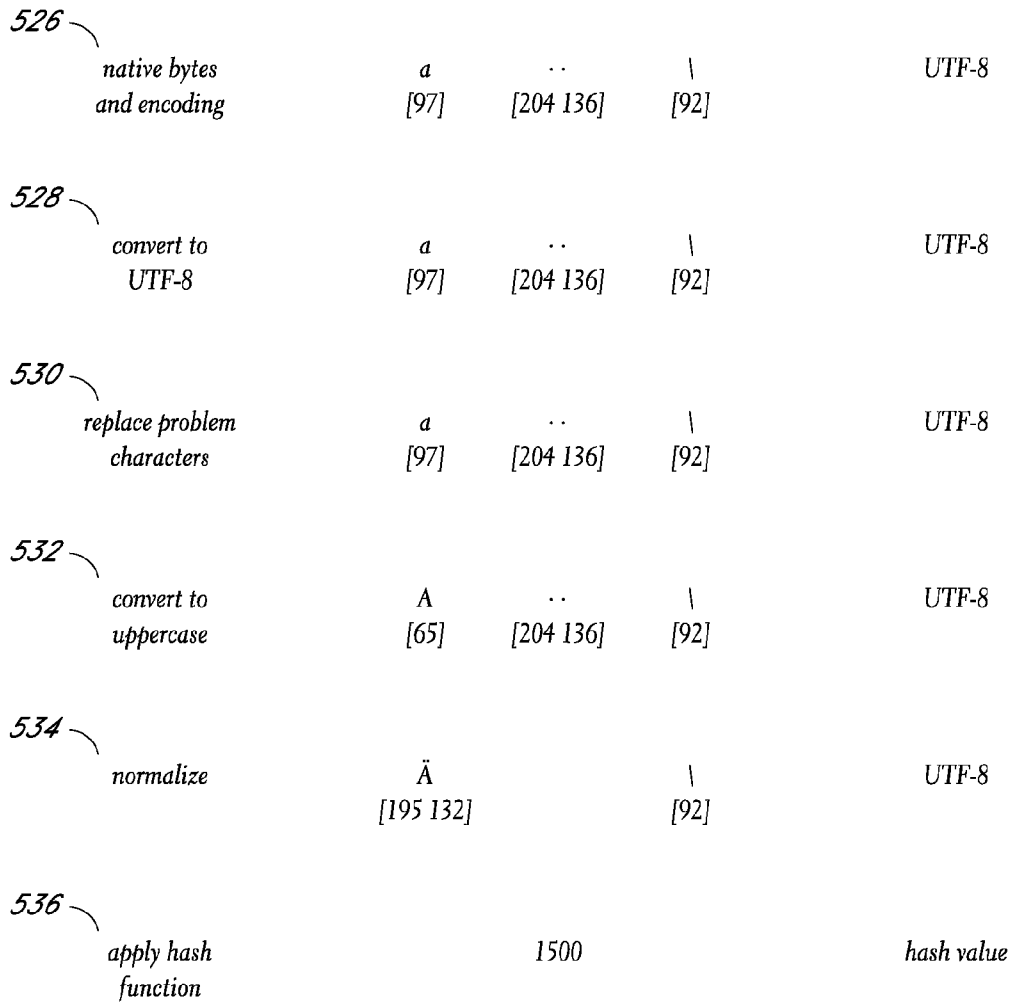 526
native bytes a ·· \ UTF-8
and encoding [97] [204 136] [92]
528
convert to a ·· \ UTF-8
UTF-8 [97] [204 136] [92]
530
replace problem a ·· \ UTF-8
characters [97] [204 136] [92]
532
convert to A ·· \ UTF-8
uppercase [65] [204 136] [92]
534
normalize Ä \ UTF-8
[195 132] [92]
536
apply hash 1500 hash value
function